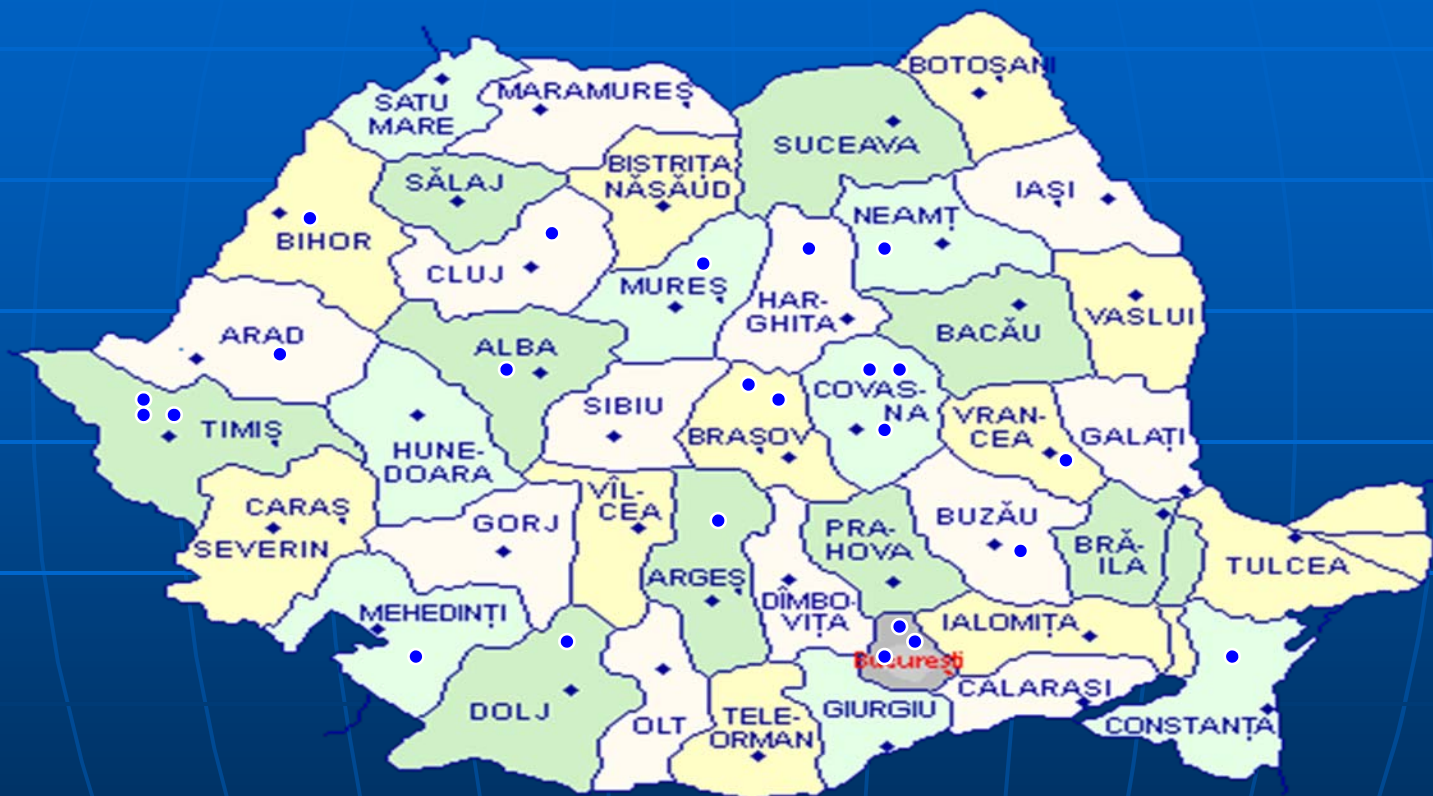 BOTOȘANI
SATU
MARE
MARAMUREȘ
SUCEAVA
BISTRIȚA
NĂSĂUD
SĂLAJ
IAȘI
NEAMȚ
BIHOR
CLUJ
MUREȘ
HAR-
GHITA
BACĂU
VASLUI
ARAD
ALBA
COVAS-
NA
SIBIU
BRAȘOV
VRAN-
CEA
GALAȚI
TIMIȘ
HUNE-
DOARA
CARAȘ
SEVERIN
GORJ
VÎL-
CEA
ARGEȘ
PRA-
HOVA
BUZĂU
BRĂ-
ILA
TULCEA
MEHEDINȚI
DÎMBO-
VIȚA
IALOMIȚA
București
CALARASI
DOLJ
OLT
TELE-
ORMAN
GIURGIU
CONSTANȚA